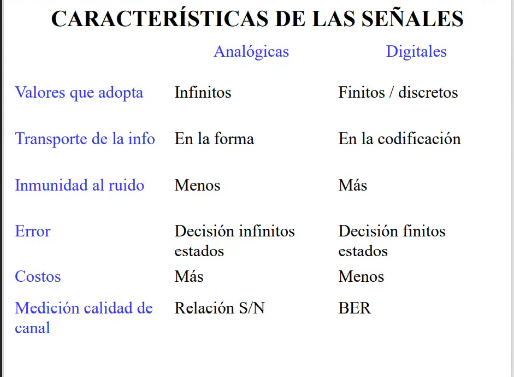 CARACTERÍSTICAS DE LAS SEÑALES
Analógicas Digitales
Valores que adopta Infinitos Finitos / discretos
Transporte de la info En la forma En la codificación
Inmunidad al ruido Menos Más
Error Decisión infinitos Decisión finitos
estados estados
Costos Más Menos
Medición calidad de Relación S/N BER
canal